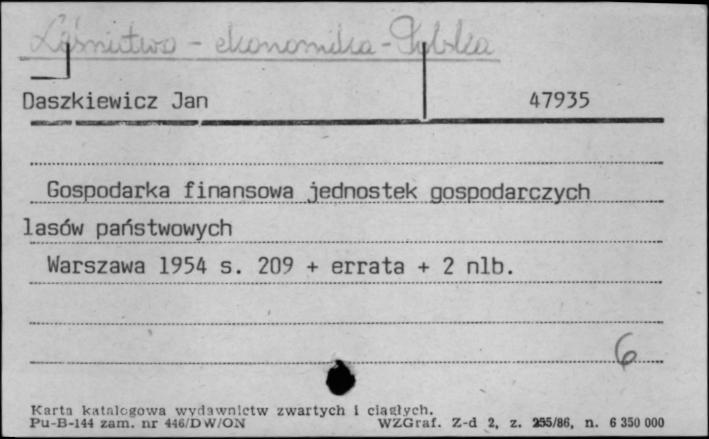 Leśnictwo - ekonomika - Polska
Daszkiewicz Jan 47935
Gospodarka finansowa jednostek gospodarczych
lasów państwowych
Warszawa 1954 s. 209 + errata + 2 nlb.
6
Karta katalogowa wydawnictw zwartych i ciągłych.
Pu-B-144 zam. nr 446/DW/ON WZGraf. Z-d 2, z. 255/86, n. 6 350 000